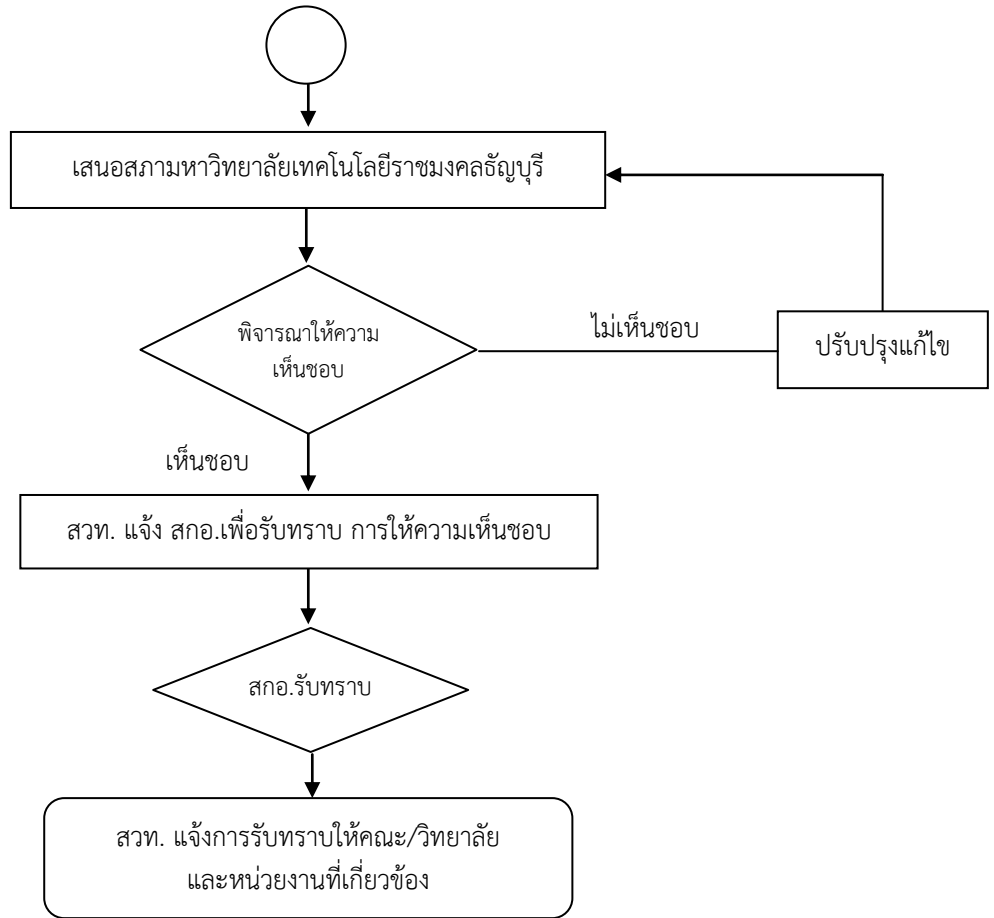 เสนอสภามหาวิทยาลัยเทคโนโลยีราชมงคลธัญบุรี
พิจารณาให้ความ
เห็นชอบ
ไม่เห็นชอบ
ปรับปรุงแก้ไข
เห็นชอบ
สวท. แจ้ง สกอ.เพื่อรับทราบ การให้ความเห็นชอบ
สกอ.รับทราบ
สวท. แจ้งการรับทราบให้คณะ/วิทยาลัย
และหน่วยงานที่เกี่ยวข้อง